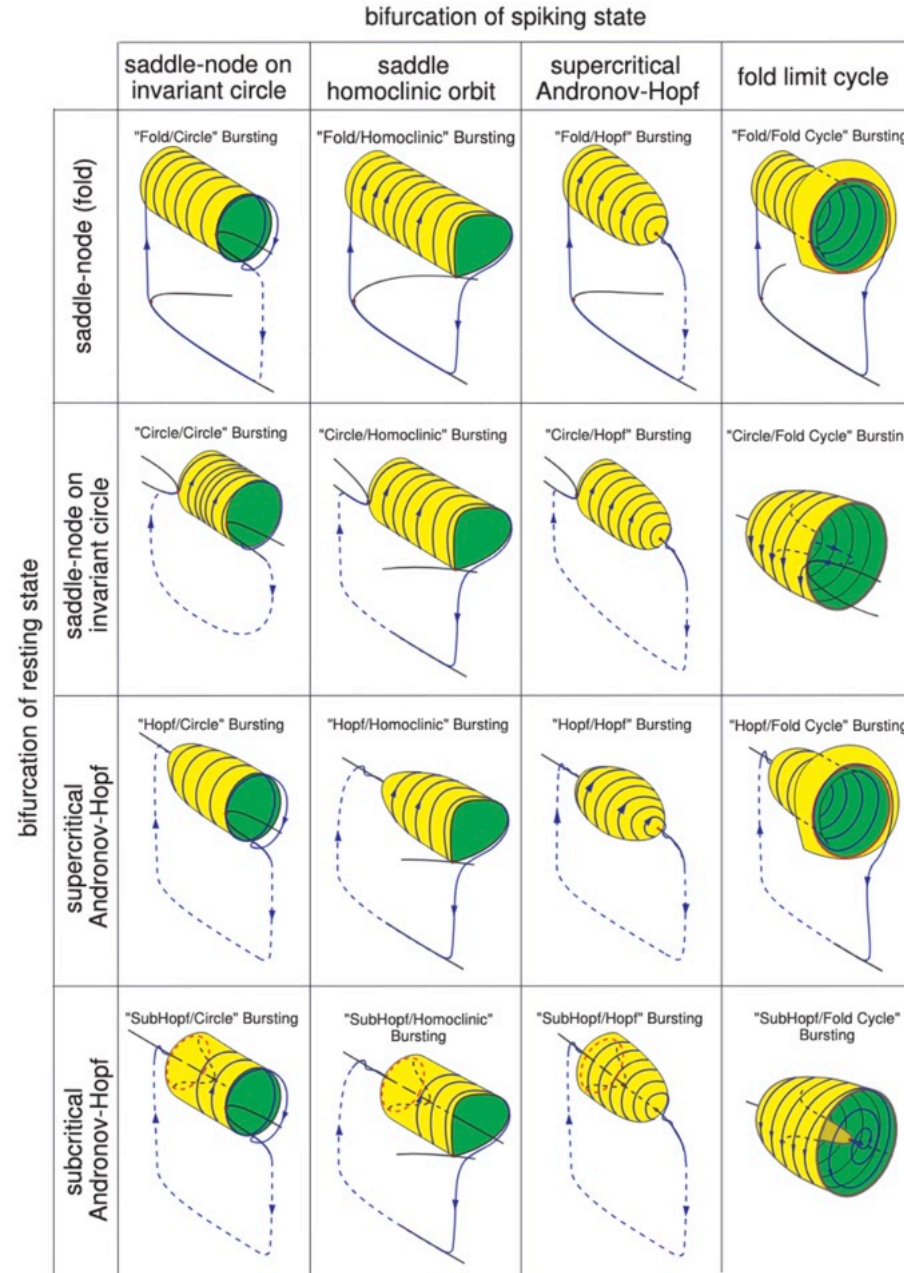 bifurcation of spiking state
saddle-node on
invariant circle
saddle
homoclinic orbit
supercritical
Andronov-Hopf
fold limit cycle
bifurcation of resting state
saddle-node (fold)
"Fold/Circle" Bursting
"Fold/Homoclinic" Bursting
"Fold/Hopf" Bursting
"Fold/Fold Cycle" Bursting
saddle-node on
invariant circle
"Circle/Circle" Bursting
"Circle/Homoclinic" Bursting
"Circle/Hopf" Bursting
"Circle/Fold Cycle" Burstin
supercritical
Andronov-Hopf
"Hopf/Circle" Bursting
"Hopf/Homoclinic" Bursting
"Hopf/Hopf" Bursting
"Hopf/Fold Cycle" Bursting
subcritical
Andronov-Hopf
"SubHopf/Circle" Bursting
"SubHopf/Homoclinic"
Bursting
"SubHopf/Hopf" Bursting
"SubHopf/Fold Cycle"
Bursting